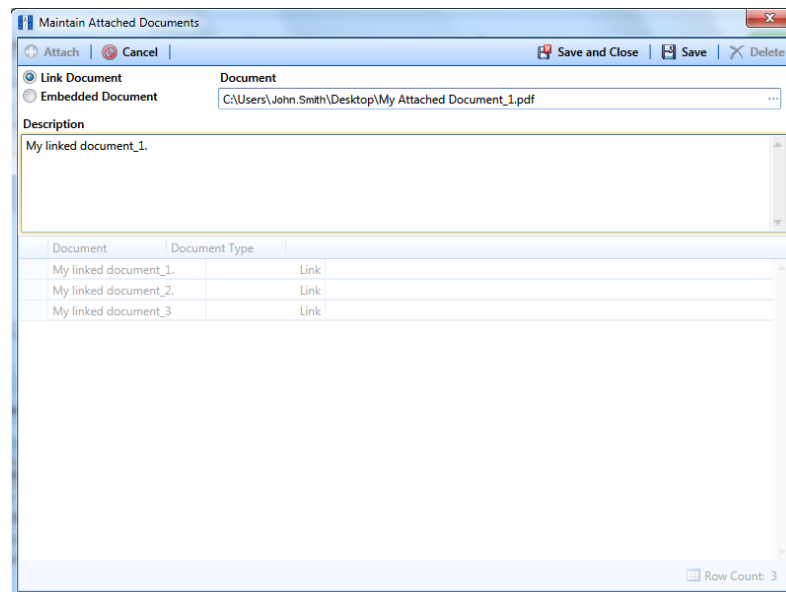 Maintain Attached Documents
Attach | Cancel | Save and Close | Save | Delete
Link Document Document
Embedded Document C:\Users\John.Smith\Desktop\My Attached Document_1.pdf ...
Description
My linked document_1.
Document Document Type
My linked document_1. Link
My linked document_2. Link
My linked document_3 Link
Row Count: 3